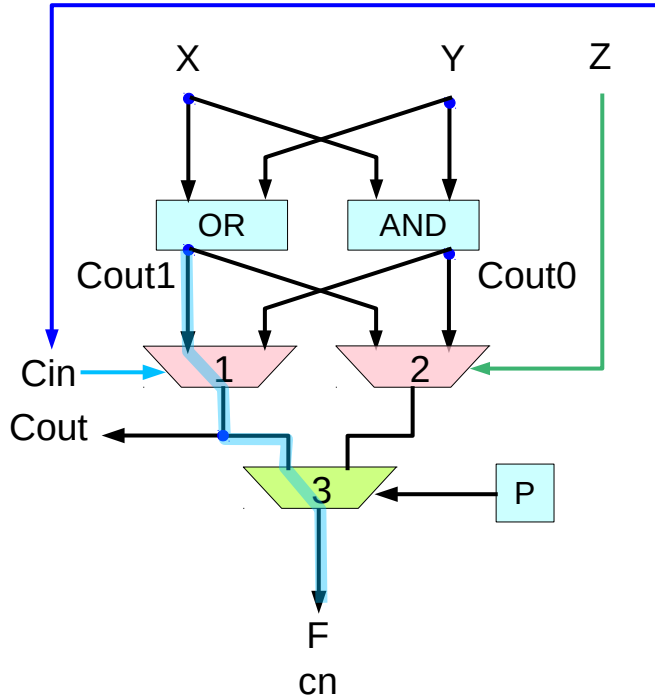 X Y Z
OR AND
Cout1 Cout0
Cin 1 2
Cout
3 P
F
cn